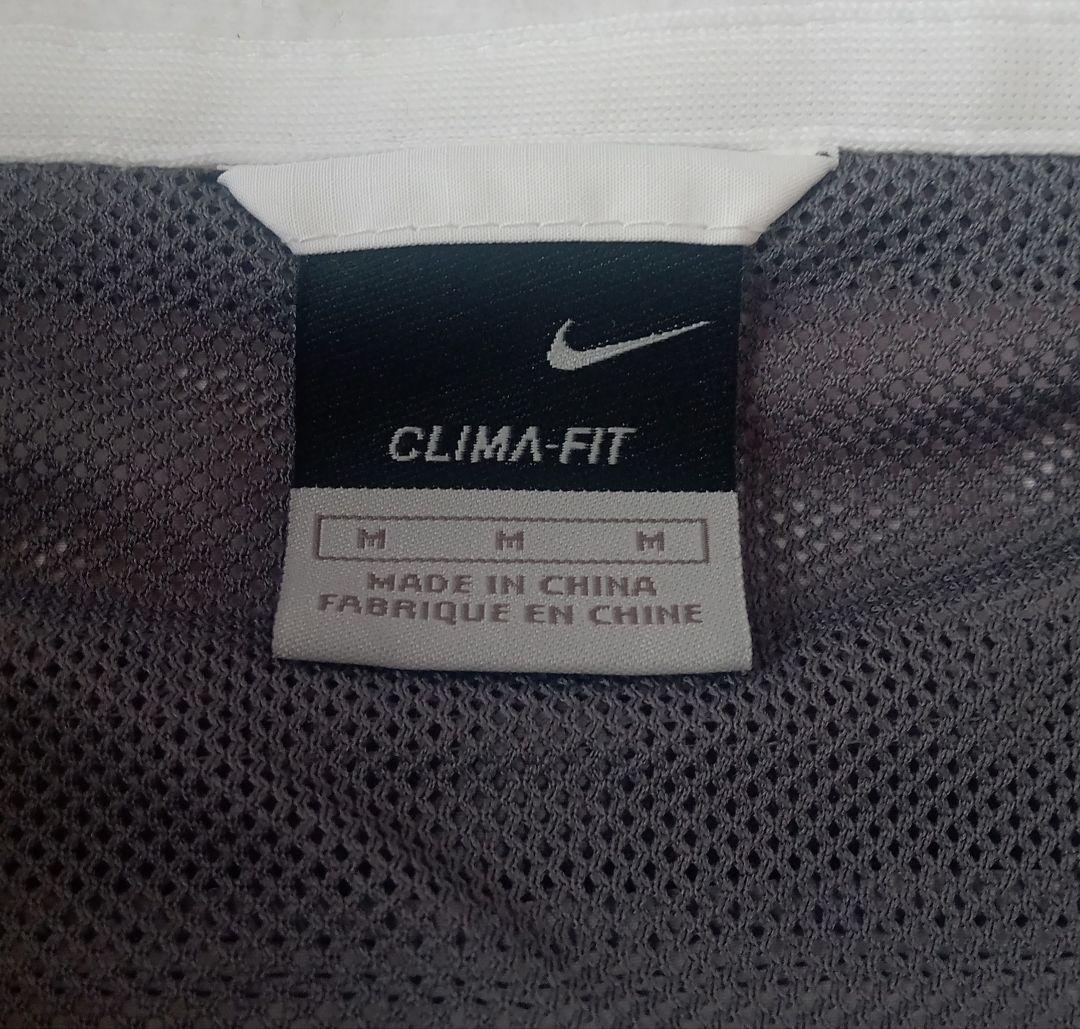 CLIMA-FIT
M M M
MADE IN CHINA
FABRIQUE EN CHINE